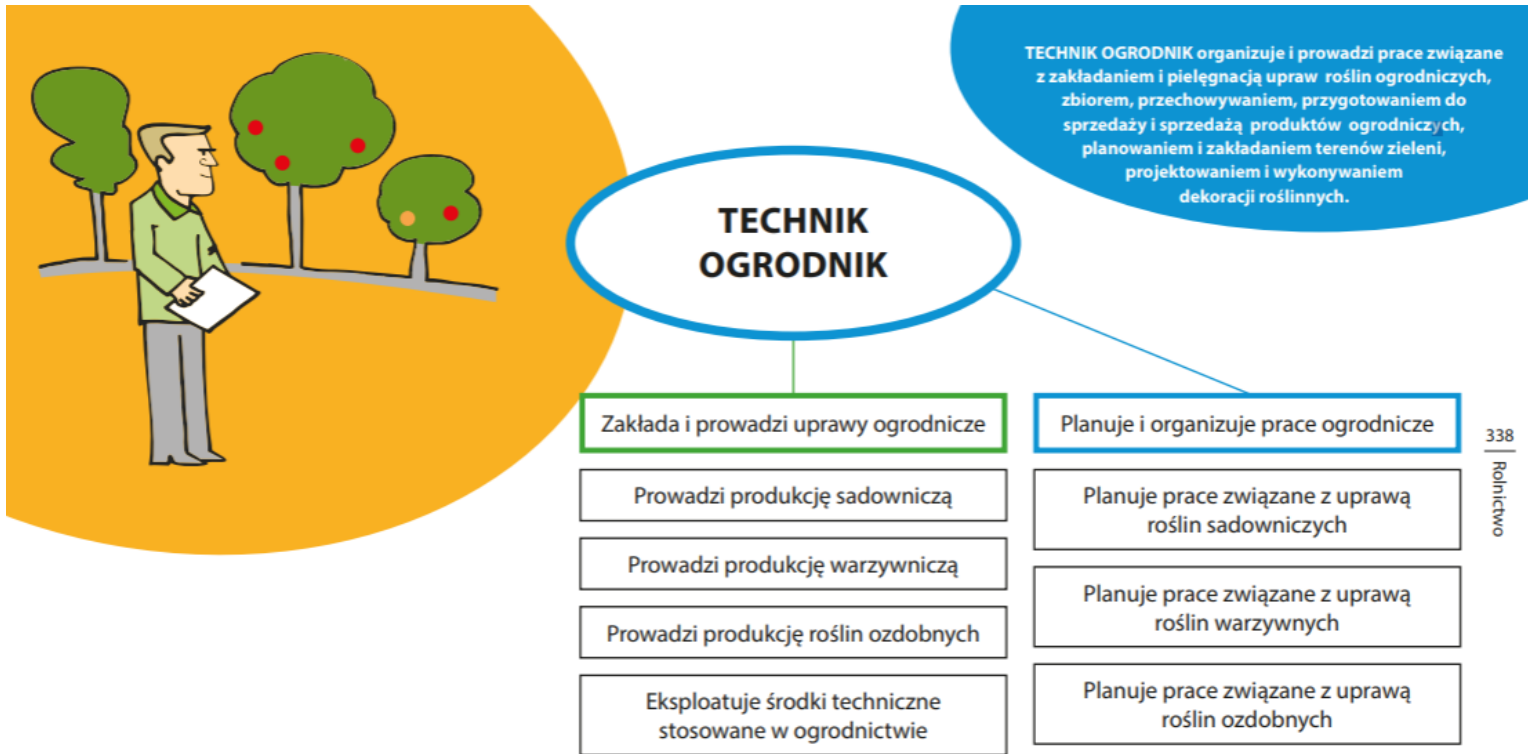 TECHNIK OGRODNIK organizuje i prowadzi prace związane
z zakładaniem i pielęgnacją upraw roślin ogrodniczych,
zbiorem, przechowywaniem, przygotowaniem do
sprzedaży i sprzedażą produktów ogrodniczych,
planowaniem i zakładaniem terenów zieleni,
projektowaniem i wykonywaniem
dekoracji roślinnych.
TECHNIK
OGRODNIK
Zakłada i prowadzi uprawy ogrodnicze
Prowadzi produkcję sadowniczą
Prowadzi produkcję warzywniczą
Prowadzi produkcję roślin ozdobnych
Eksploatuje środki techniczne
stosowane w ogrodnictwie
Planuje i organizuje prace ogrodnicze
Planuje prace związane z uprawą
roślin sadowniczych
Planuje prace związane z uprawą
roślin warzywnych
Planuje prace związane z uprawą
roślin ozdobnych
338
Rolnictwo